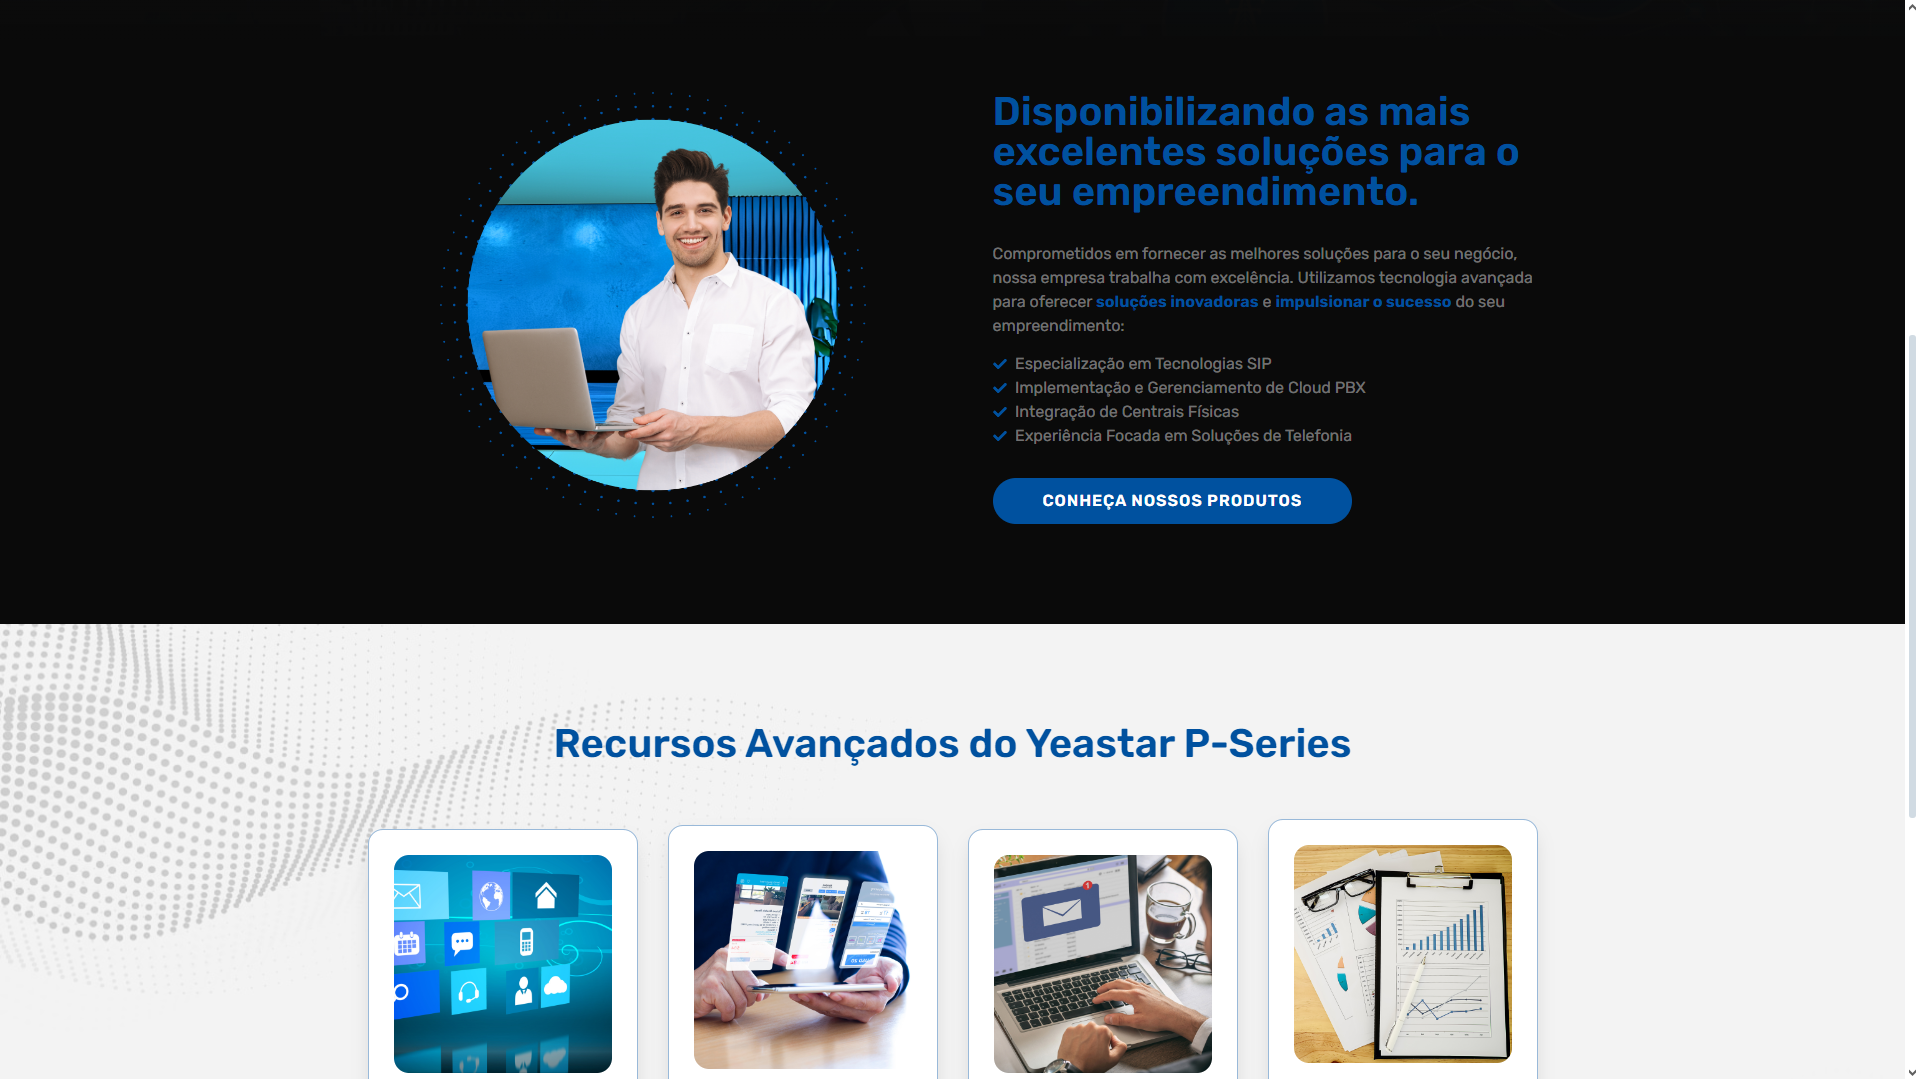 Disponibilizando as mais
excelentes soluções para o
seu empreendimento.
Comprometidos em fornecer as melhores soluções para o seu negócio,
nossa empresa trabalha com excelência. Utilizamos tecnologia avançada
para oferecer soluções inovadoras e impulsionar o sucesso do seu
empreendimento:
Especialização em Tecnologias SIP
Implementação e Gerenciamento de Cloud PBX
Integração de Centrais Físicas
Experiência Focada em Soluções de Telefonia
CONHEÇA NOSSOS PRODUTOS
Recursos Avançados do Yeastar P-Series
1